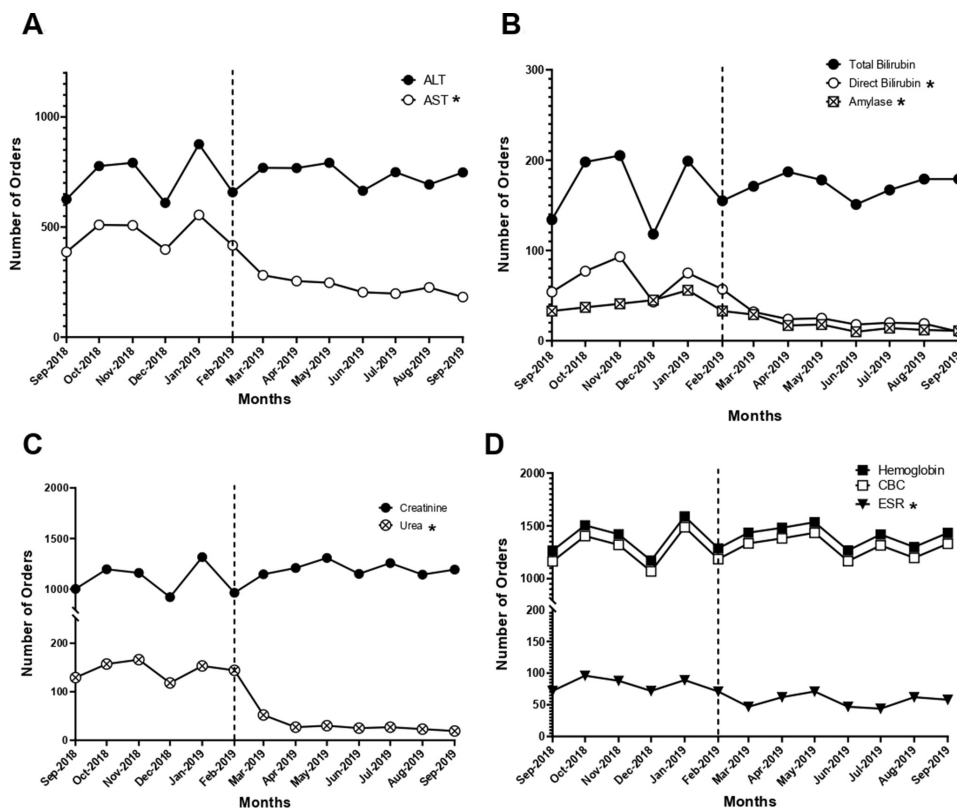 A
ALT
AST *
1000
500
0
Number of Orders
Sep-2018
Oct-2018
Nov-2018
Dec-2018
Jan-2019
Feb-2019
Mar-2019
Apr-2019
May-2019
Jun-2019
Jul-2019
Aug-2019
Sep-2019
Months
B
Total Bilirubin
Direct Bilirubin *
Amylase *
300
200
100
0
Number of Orders
Sep-2018
Oct-2018
Nov-2018
Dec-2018
Jan-2019
Feb-2019
Mar-2019
Apr-2019
May-2019
Jun-2019
Jul-2019
Aug-2019
Sep-2019
Months
C
Creatinine
Urea *
2000
1000
200
100
0
Number of Orders
Sep-2018
Oct-2018
Nov-2018
Dec-2018
Jan-2019
Feb-2019
Mar-2019
Apr-2019
May-2019
Jun-2019
Jul-2019
Aug-2019
Sep-2019
Months
D
Hemoglobin
CBC
ESR *
2000
1500
1000
200
150
100
50
0
Number of Orders
Sep-2018
Oct-2018
Nov-2018
Dec-2018
Jan-2019
Feb-2019
Mar-2019
Apr-2019
May-2019
Jun-2019
Jul-2019
Aug-2019
Sep-2019
Months